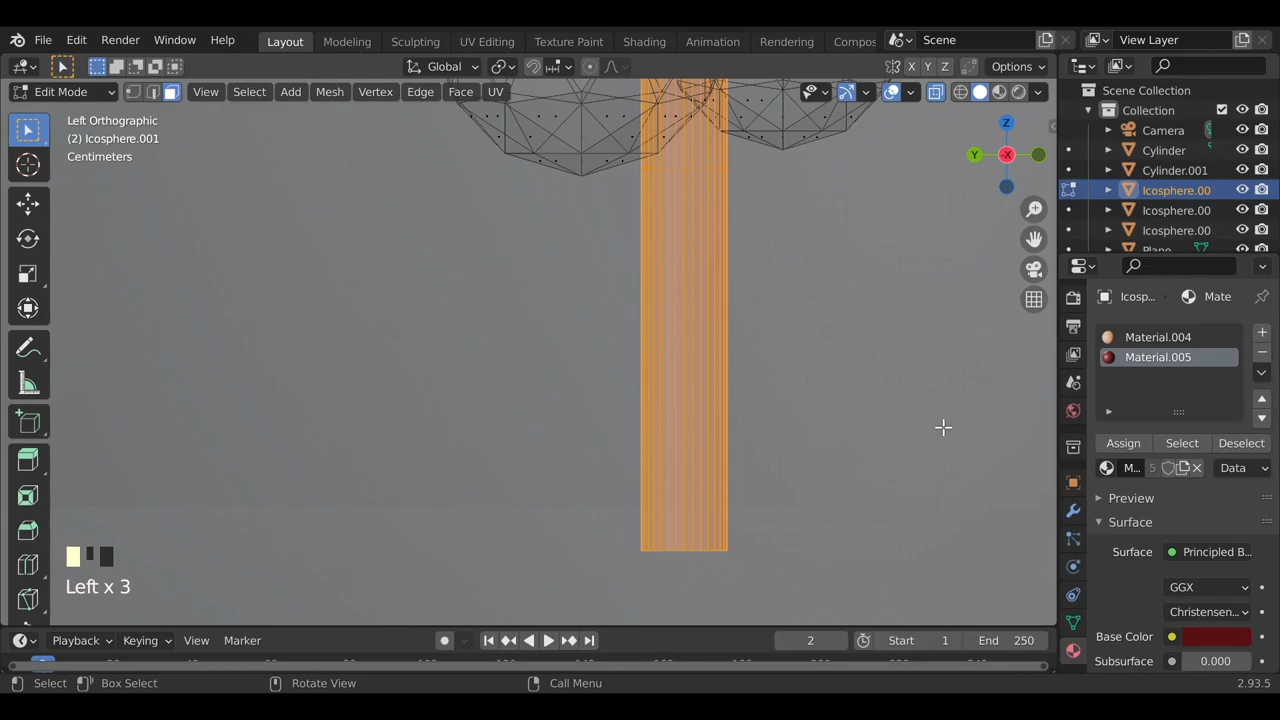 File Edit Render Window Help Layout Modeling Sculpting UV Editing Texture Paint Shading Animation Rendering Compos Scene View Layer
Global X Y Z Options
Edit Mode View Select Add Mesh Vertex Edge Face UV
Left Orthographic
(2) Icosphere.001
Centimeters
Z
Y -X
Left x 3
Scene Collection
Collection
Camera
Cylinder
Cylinder.001
Icosphere.00
Icosphere.00
Icosphere.00
Plane
Icosp... Mate
Material.004
Material.005
Assign Select Deselect
M... 5 Data
Preview
Surface
Surface Principled B...
GGX
Christensen...
Base Color
Subsurface 0.000
Playback Keying View Marker 2 Start 1 End 250
Select Box Select Rotate View Call Menu 2.93.5